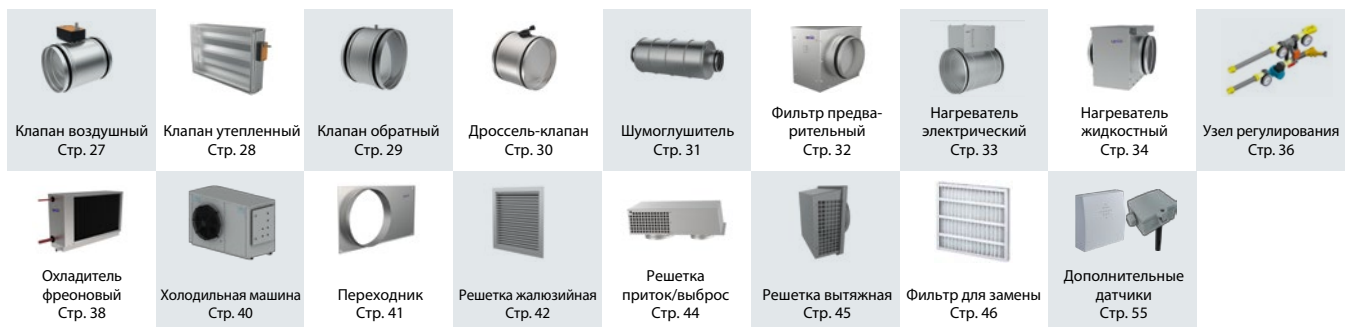 Клапан воздушный
Стр. 27
Клапан утепленный
Стр. 28
Клапан обратный
Стр. 29
Дроссель-клапан
Стр. 30
Шумоглушитель
Стр. 31
Фильтр предва-
рительный
Стр. 32
Нагреватель
электрический
Стр. 33
Нагреватель
жидкостный
Стр. 34
Узел регулирования
Стр. 36
Охладитель
фреоновый
Стр. 38
Холодильная машина
Стр. 40
Переходник
Стр. 41
Решетка жалюзийная
Стр. 42
Решетка
приток/выброс
Стр. 44
Решетка вытяжная
Стр. 45
Фильтр для замены
Стр. 46
Дополнительные
датчики
Стр. 55